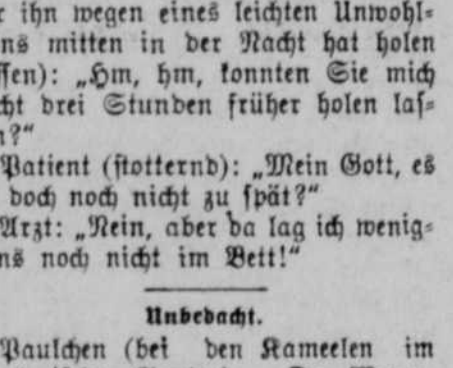 r ihn wegen eines leichten Unwohl=
ns mitten in der Nacht hat holen
ssen): „Hm, hm, konnten Sie mich
cht drei Stunden früher holen las=
n?“
Patient (stotternd): „Mein Gott, es
doch noch nicht zu spät?“
Arzt: „Nein, aber da lag ich wenig=
ns noch nicht im Bett!“
Unbedacht.
Paulchen (bei den Kameelen im